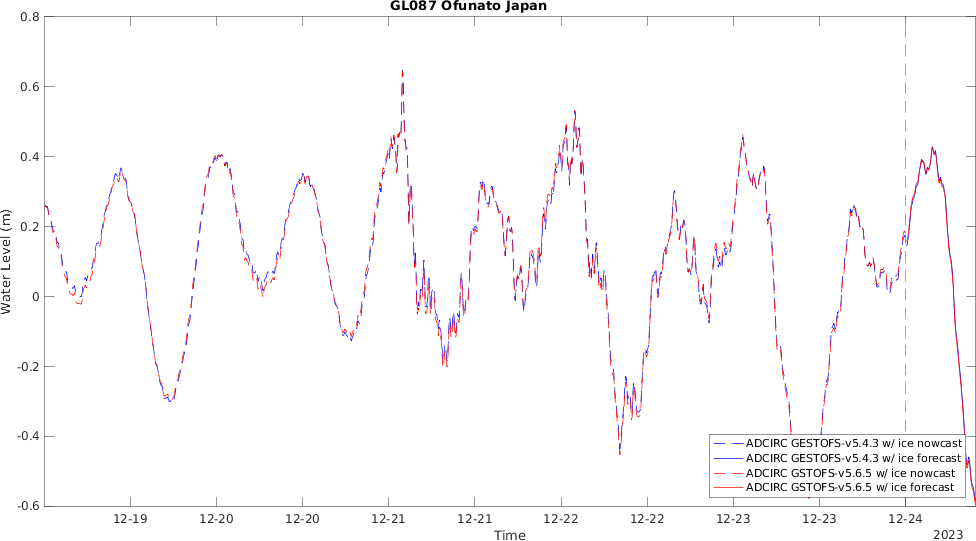 GL087 Ofunato Japan
0.8
0.6
0.4
0.2
0
-0.2
-0.4
-0.6
Water Level (m)
ADCIRC GESTOFS-v5.4.3 w/ ice nowcast
ADCIRC GESTOFS-v5.4.3 w/ ice forecast
ADCIRC GSTOFS-v5.6.5 w/ ice nowcast
ADCIRC GSTOFS-v5.6.5 w/ ice forecast
12-19 12-20 12-20 12-21 12-21 12-22 12-22 12-23 12-23 12-24
Time 2023